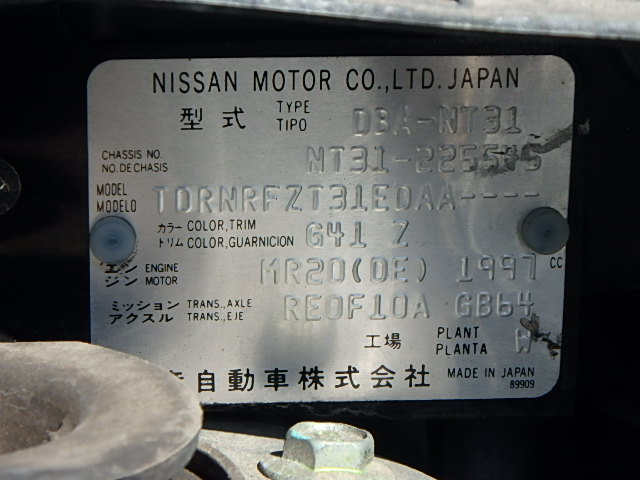 NISSAN MOTOR CO., LTD. JAPAN
型式 TYPE TIPO DBA-NT31
CHASSIS NO. NO. DE CHASIS
MODEL MODELO TDRNRFZT31EDAA----
カラー COLOR, TRIM
トリム COLOR, GUARNICION G41 Z
エンジン ENGINE MOTOR MR20(DE) 1997 CC
ミッション TRANS., AXLE
アクスル TRANS., EJE RE0F10A GB64
工場 PLANT PLANTA W
自動車株式会社 MADE IN JAPAN
89909